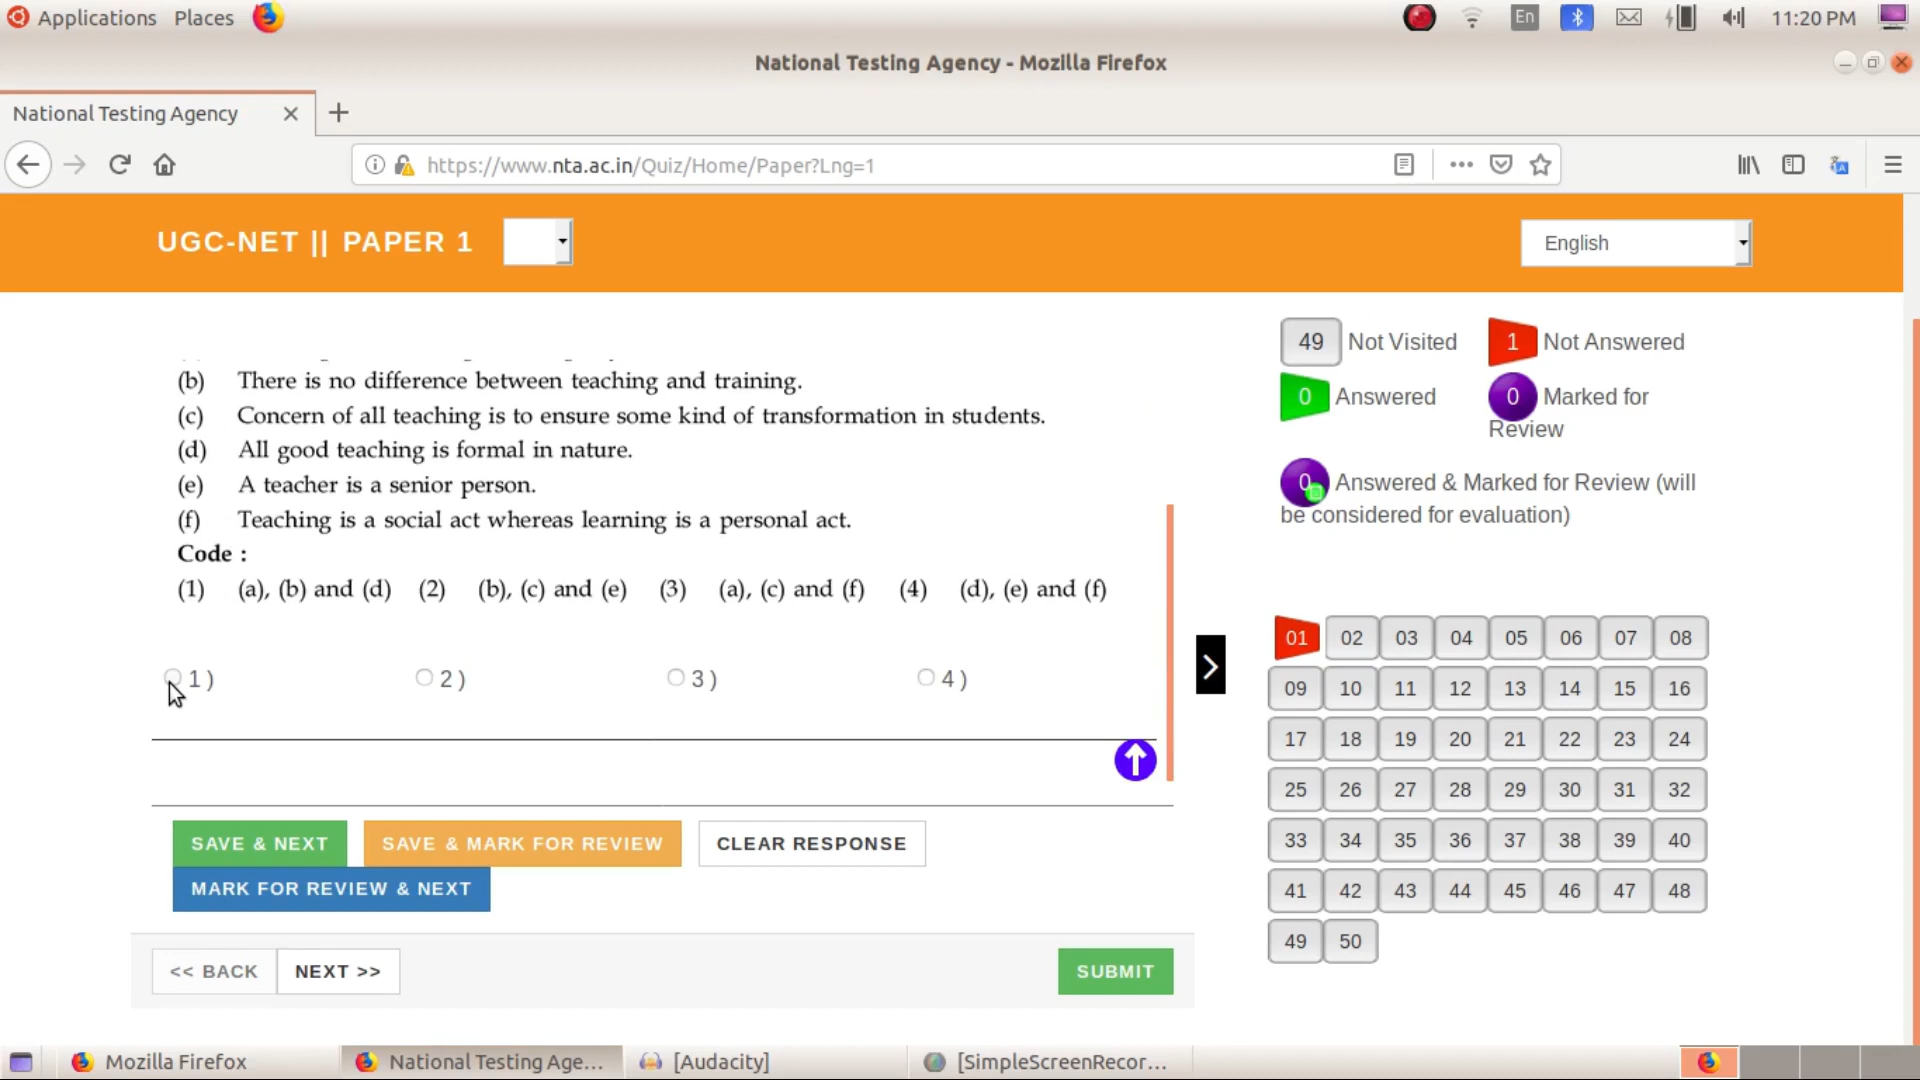 Applications Places En 11:20 PM
National Testing Agency - Mozilla Firefox
National Testing Agency
https://www.nta.ac.in/Quiz/Home/Paper?Lng=1
UGC-NET || PAPER 1
English
(b) There is no difference between teaching and training.
(c) Concern of all teaching is to ensure some kind of transformation in students.
(d) All good teaching is formal in nature.
(e) A teacher is a senior person.
(f) Teaching is a social act whereas learning is a personal act.
Code :
(1) (a), (b) and (d) (2) (b), (c) and (e) (3) (a), (c) and (f) (4) (d), (e) and (f)
1 ) 2 ) 3 ) 4 )
SAVE & NEXT SAVE & MARK FOR REVIEW CLEAR RESPONSE
MARK FOR REVIEW & NEXT
<< BACK NEXT >> SUBMIT
49 Not Visited 1 Not Answered
0 Answered 0 Marked for
Review
0 Answered & Marked for Review (will
be considered for evaluation)
01 02 03 04 05 06 07 08
09 10 11 12 13 14 15 16
17 18 19 20 21 22 23 24
25 26 27 28 29 30 31 32
33 34 35 36 37 38 39 40
41 42 43 44 45 46 47 48
49 50
Mozilla Firefox National Testing Age... [Audacity] [SimpleScreenRecor...